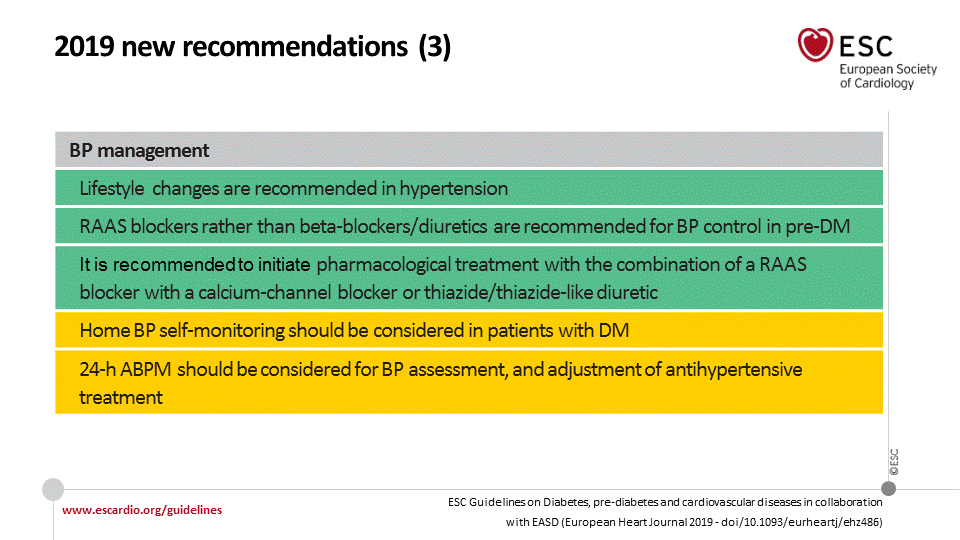 2019 new recommendations (3)
ESC
European Society
of Cardiology
BP management
Lifestyle changes are recommended in hypertension
RAAS blockers rather than beta-blockers/diuretics are recommended for BP control in pre-DM
It is recommended to initiate pharmacological treatment with the combination of a RAAS
blocker with a calcium-channel blocker or thiazide/thiazide-like diuretic
Home BP self-monitoring should be considered in patients with DM
24-h ABPM should be considered for BP assessment, and adjustment of antihypertensive
treatment
©ESC
www.escardio.org/guidelines
ESC Guidelines on Diabetes, pre-diabetes and cardiovascular diseases in collaboration
with EASD (European Heart Journal 2019 - doi/10.1093/eurheartj/ehz486)